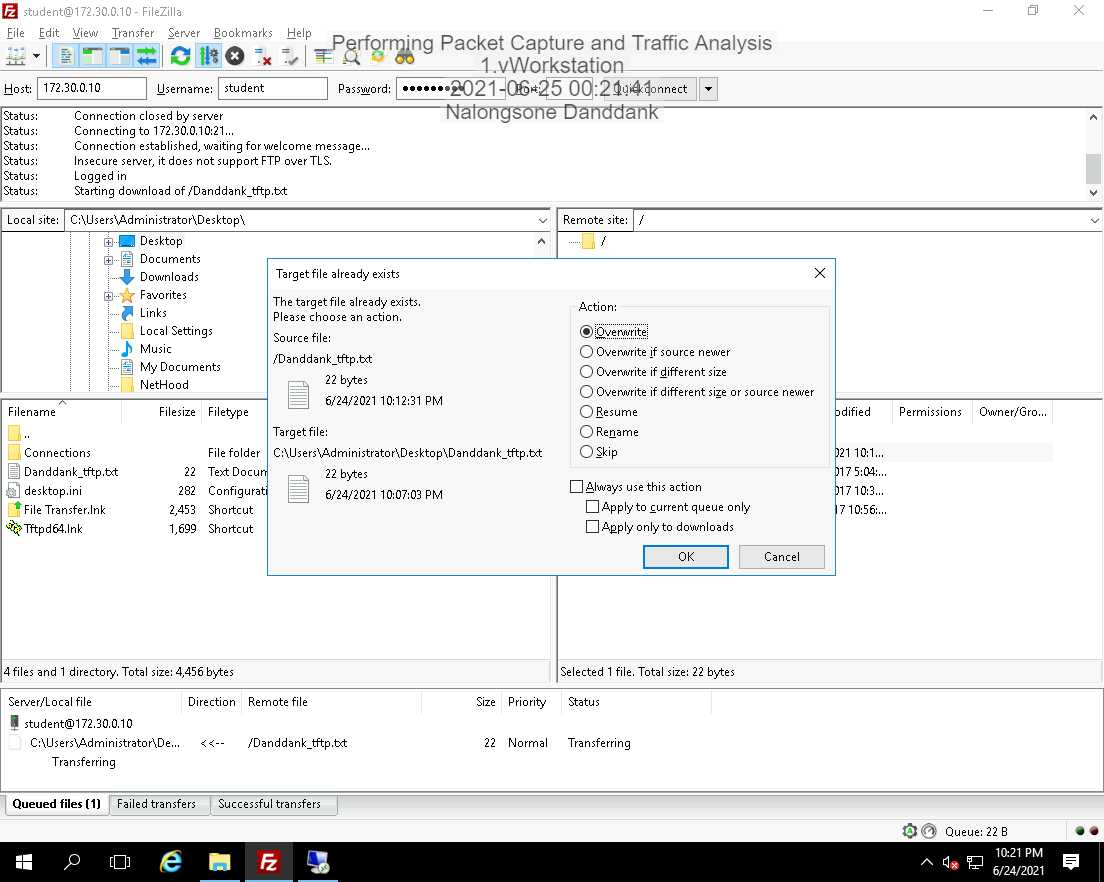 student@172.30.0.10 - FileZilla
File Edit View Transfer Server Bookmarks Help
Performing Packet Capture and Traffic Analysis
1.vWorkstation
2021-06-25 00:21:41
Nalongsone Danddank
Host: 172.30.0.10 Username: student Password: ●●●●●●●● Port: Quickconnect
Status: Connection closed by server
Status: Connecting to 172.30.0.10:21...
Status: Connection established, waiting for welcome message...
Status: Insecure server, it does not support FTP over TLS.
Status: Logged in
Status: Starting download of /Danddank_tftp.txt
Local site: C:\Users\Administrator\Desktop\
Remote site: /
Desktop
Documents
Downloads
Favorites
Links
Local Settings
Music
My Documents
NetHood
/
Target file already exists
The target file already exists.
Please choose an action.
Source file:
/Danddank_tftp.txt
22 bytes
6/24/2021 10:12:31 PM
Target file:
C:\Users\Administrator\Desktop\Danddank_tftp.txt
22 bytes
6/24/2021 10:07:03 PM
Action:
Overwrite
Overwrite if source newer
Overwrite if different size
Overwrite if different size or source newer
Resume
Rename
Skip
Always use this action
Apply to current queue only
Apply only to downloads
OK Cancel
Filename Filesize Filetype
..
Connections File folder
Danddank_tftp.txt 22 Text Docum
desktop.ini 282 Configurati
File Transfer.lnk 2,453 Shortcut
Tftpd64.lnk 1,699 Shortcut
odified Permissions Owner/Gro...
021 10:1...
017 5:04:...
017 10:3...
17 10:56:...
4 files and 1 directory. Total size: 4,456 bytes
Selected 1 file. Total size: 22 bytes
Server/Local file Direction Remote file Size Priority Status
student@172.30.0.10
C:\Users\Administrator\De... <<-- /Danddank_tftp.txt 22 Normal Transferring
Transferring
Queued files (1) Failed transfers Successful transfers
Queue: 22 B
10:21 PM
6/24/2021